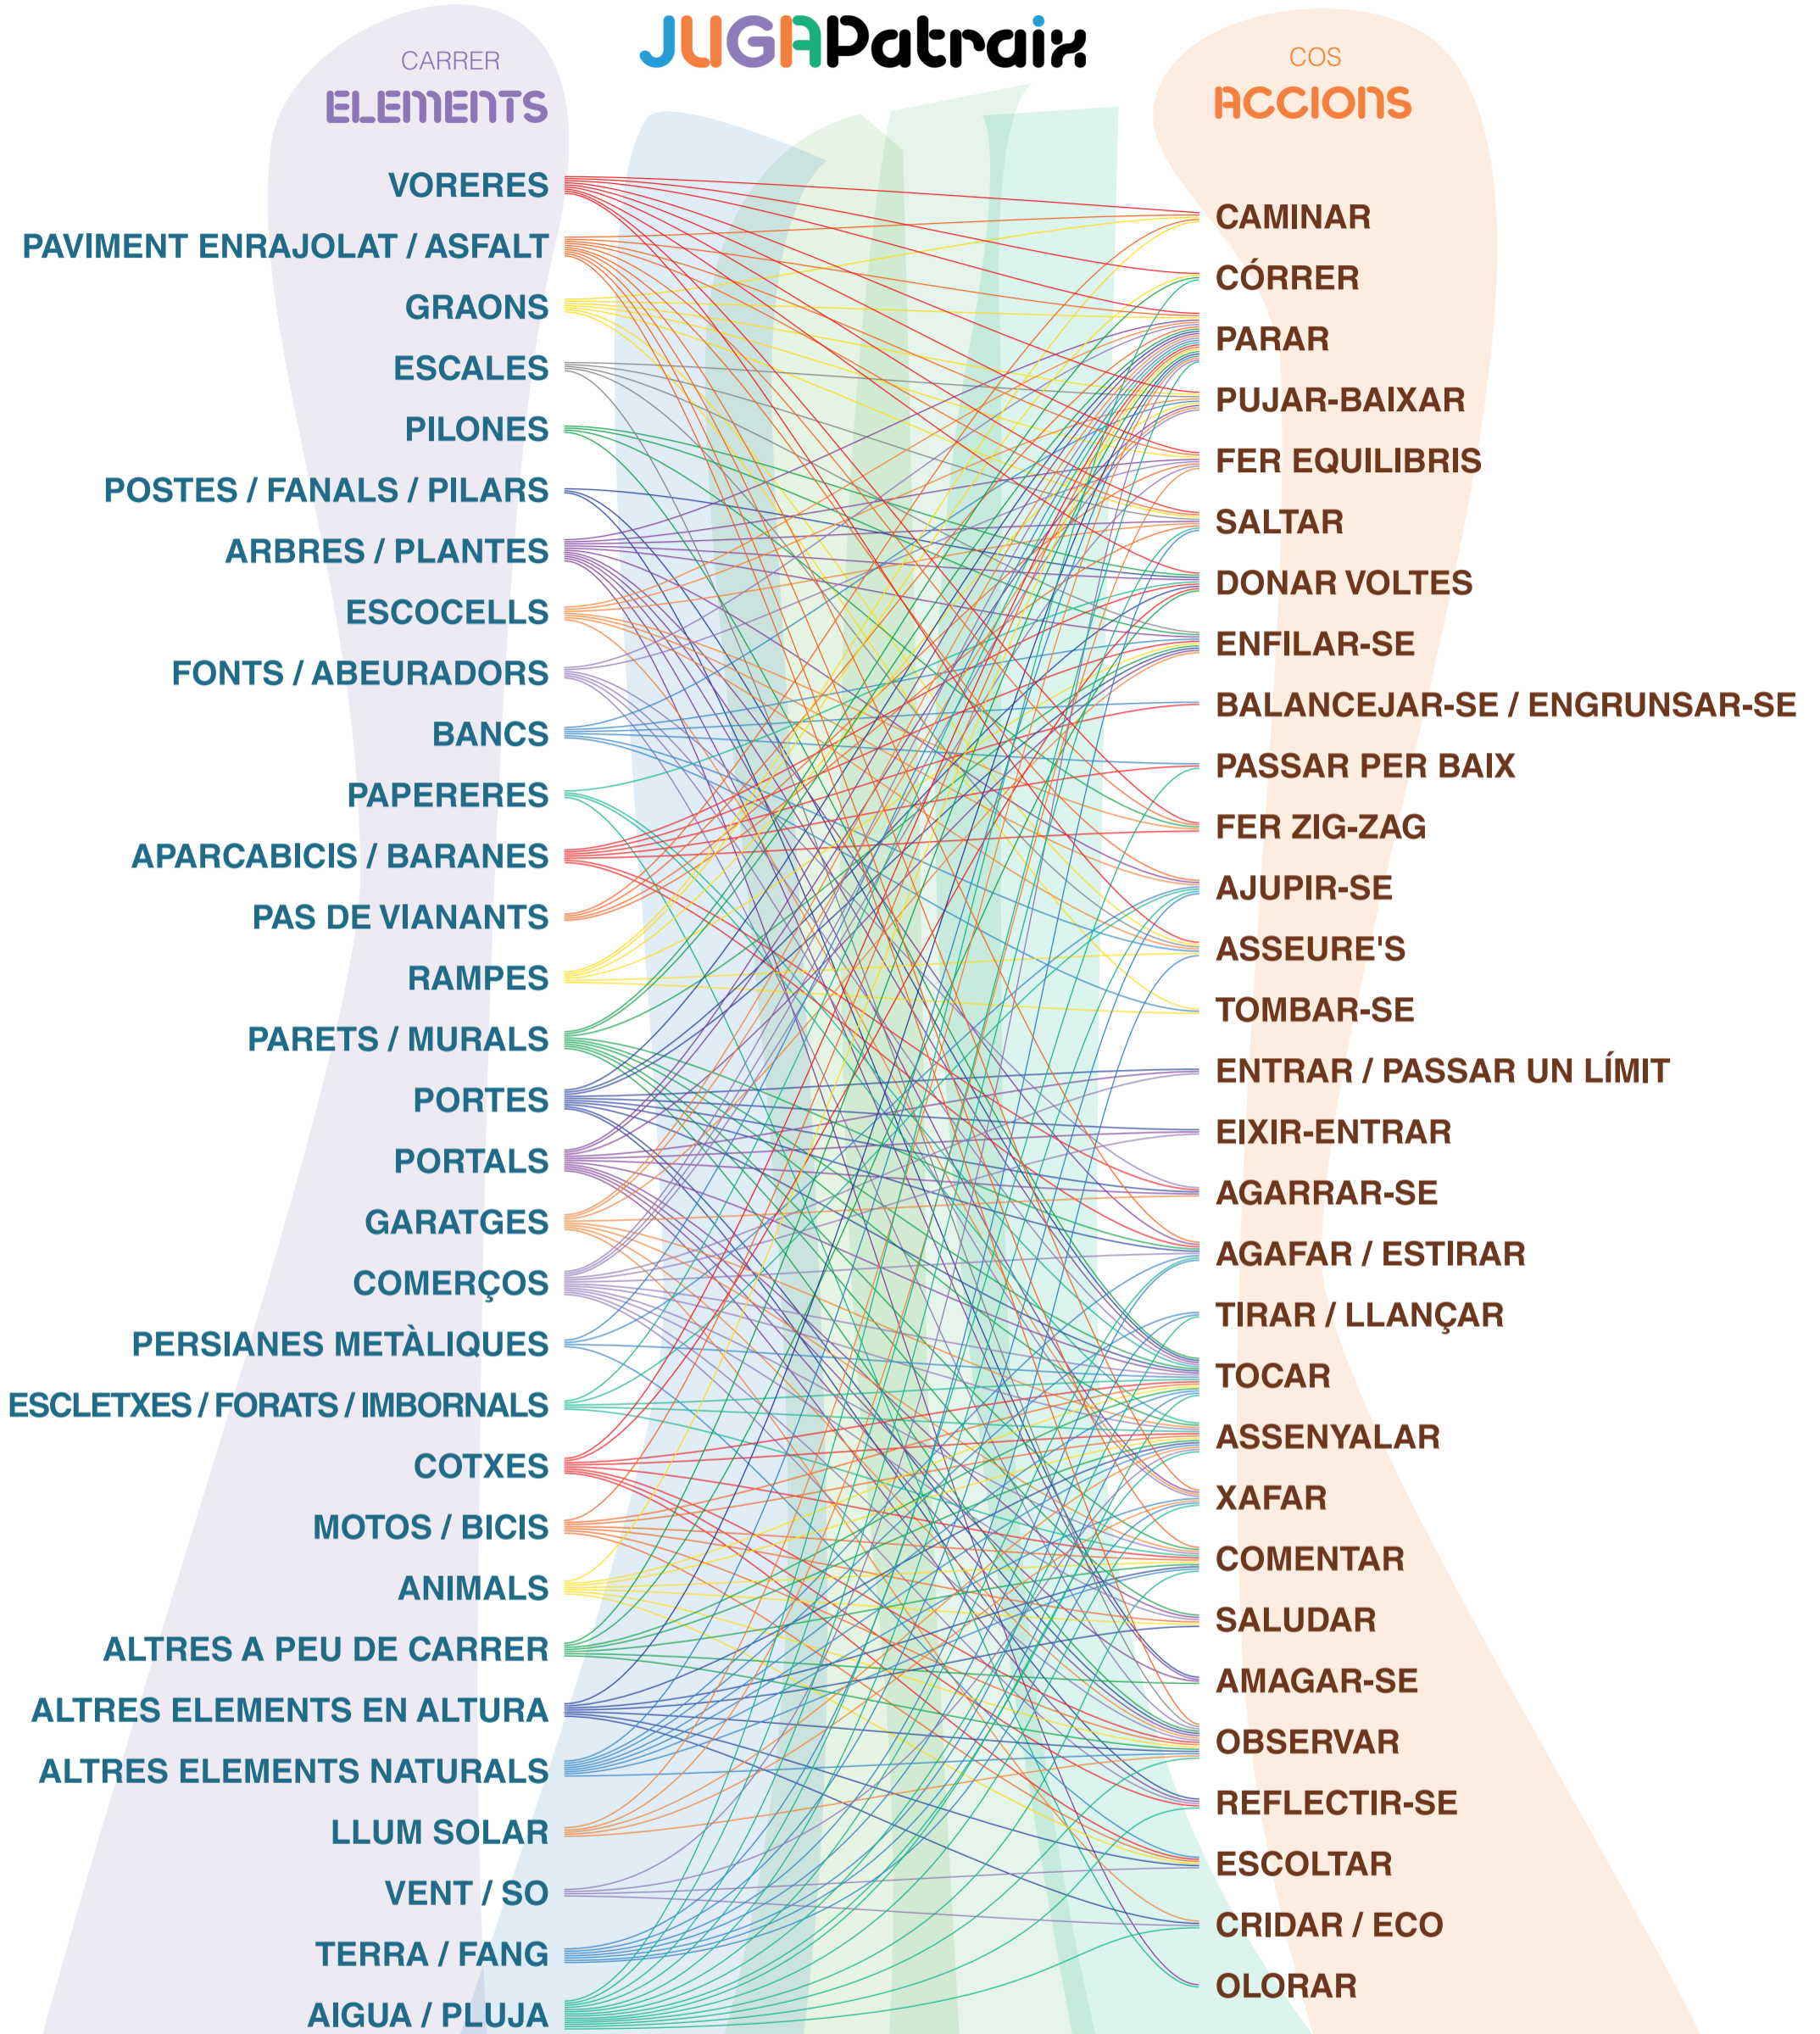 JUGAPatraix
CARRER
ELEMENTS
VORERES
PAVIMENT ENRAJOLAT / ASFALT
GRAONS
ESCALES
PILONES
POSTES / FANALS / PILARS
ARBRES / PLANTES
ESCOCELLS
FONTS / ABEURADORS
BANCS
PAPERERES
APARCABICIS / BARANES
PAS DE VIANANTS
RAMPES
PARETS / MURALS
PORTES
PORTALS
GARATGES
COMERÇOS
PERSIANES METÀLIQUES
ESCLETXES / FORATS / IMBORNALS
COTXES
MOTOS / BICIS
ANIMALS
ALTRES A PEU DE CARRER
ALTRES ELEMENTS EN ALTURA
ALTRES ELEMENTS NATURALS
LLUM SOLAR
VENT / SO
TERRA / FANG
AIGUA / PLUJA
COS
ACCIONS
CAMINAR
CÓRRER
PARAR
PUJAR-BAIXAR
FER EQUILIBRIS
SALTAR
DONAR VOLTES
ENFILAR-SE
BALANCEJAR-SE / ENGRUNSAR-SE
PASSAR PER BAIX
FER ZIG-ZAG
AJUPIR-SE
ASSEURE'S
TOMBAR-SE
ENTRAR / PASSAR UN LÍMIT
EIXIR-ENTRAR
AGARRAR-SE
AGAFAR / ESTIRAR
TIRAR / LLANÇAR
TOCAR
ASSENYALAR
XAFAR
COMENTAR
SALUDAR
AMAGAR-SE
OBSERVAR
REFLECTIR-SE
ESCOLTAR
CRIDAR / ECO
OLORAR